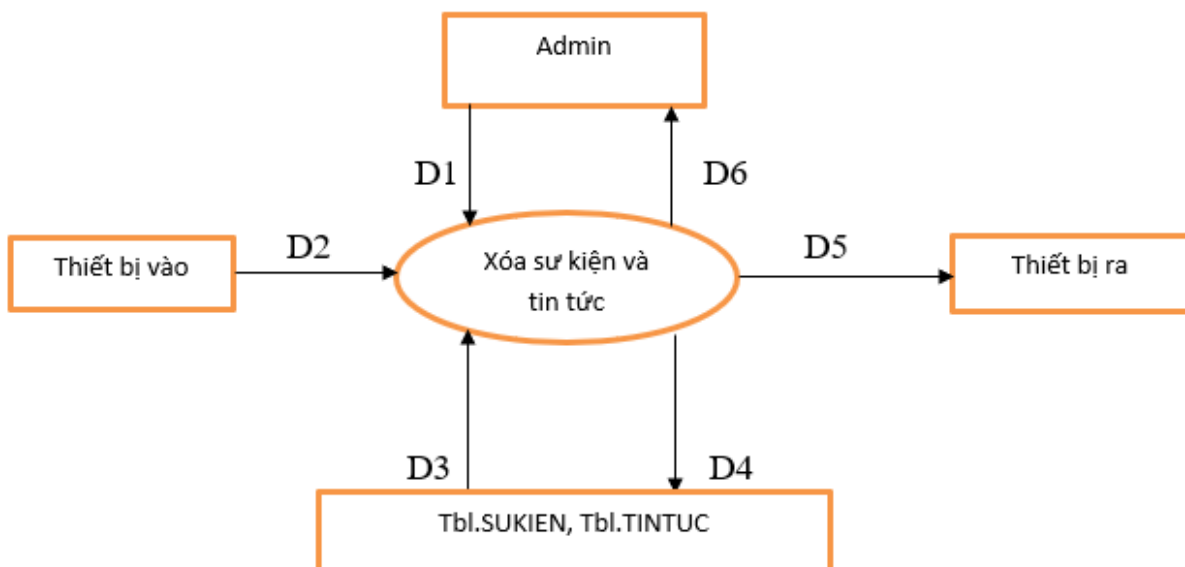 Admin
D1
D6
Thiết bị vào
D2
Xóa sư kiện và
tin tức
D5
Thiết bị ra
D3
D4
Tbl.SUKIEN, Tbl.TINTUC